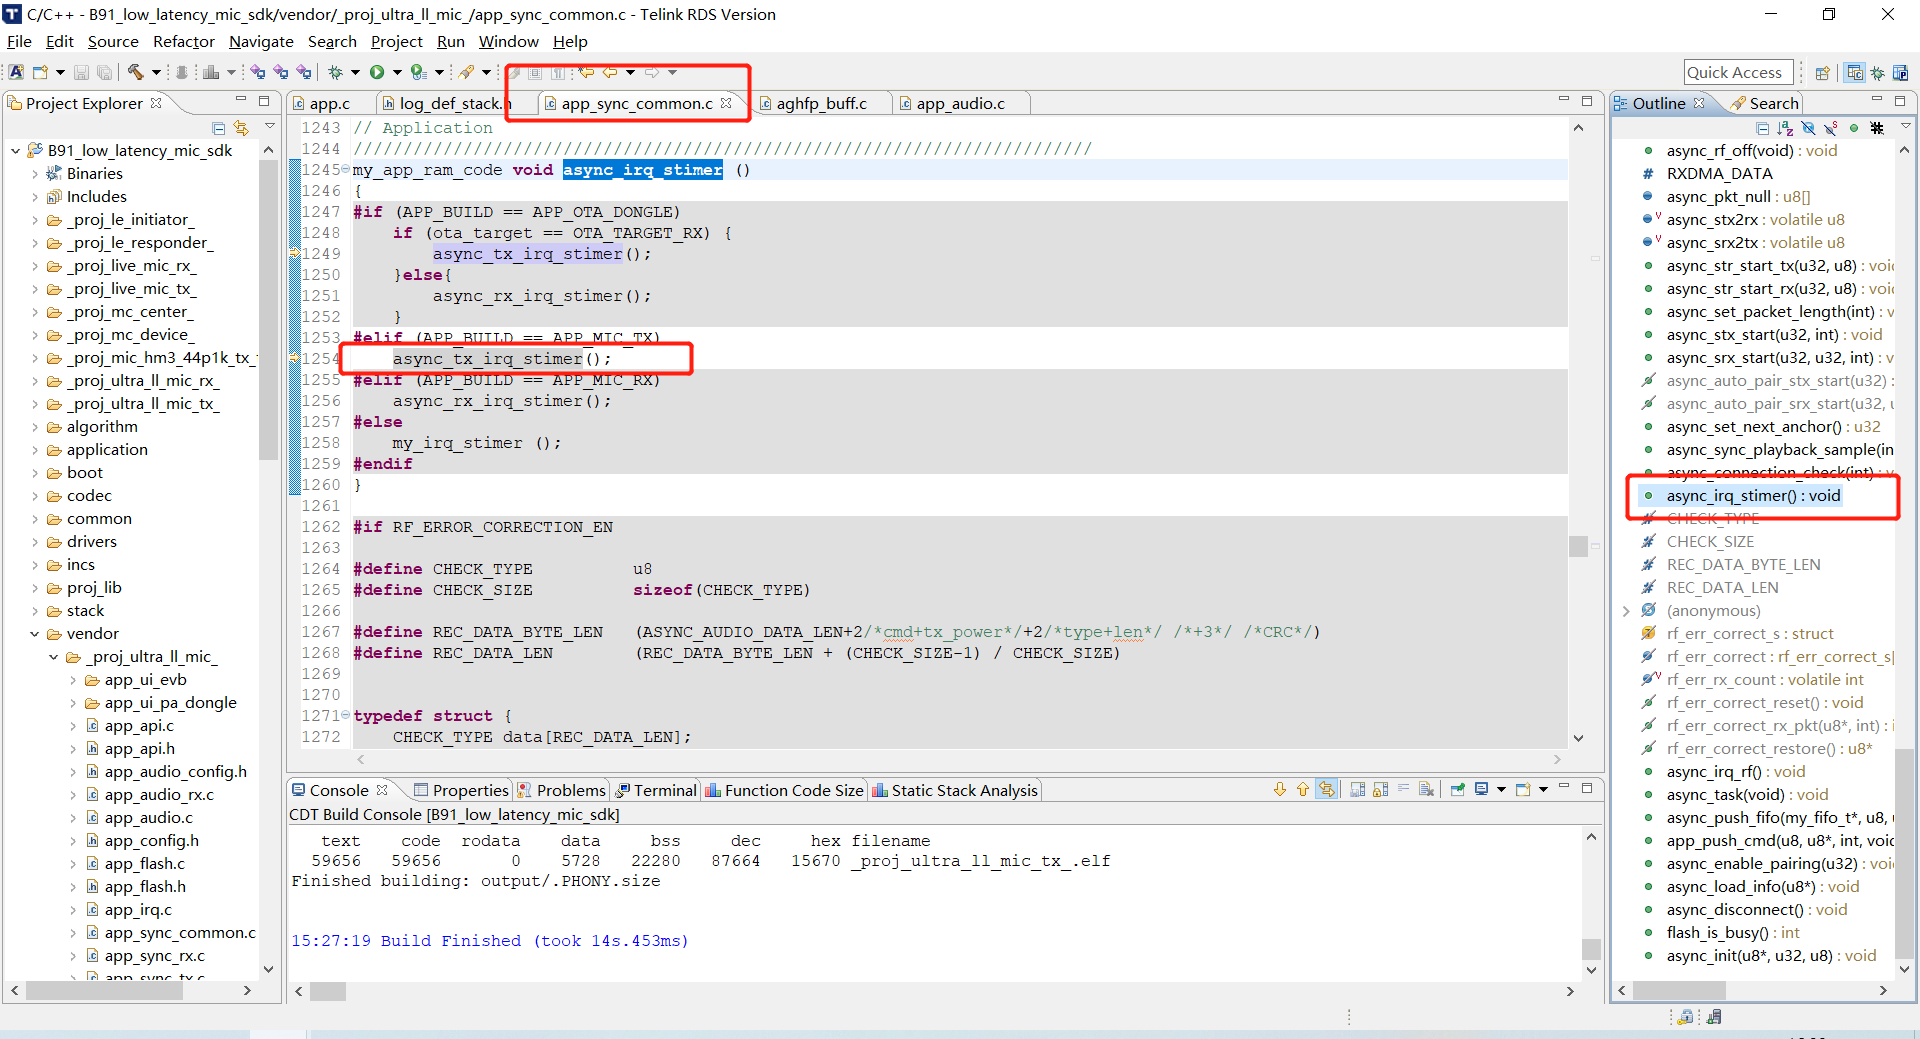 C/C++ - B91_low_latency_mic_sdk/vendor/_proj_ultra_ll_mic_/app_sync_common.c - Telink RDS Version
File Edit Source Refactor Navigate Search Project Run Window Help
Quick Access
Project Explorer
B91_low_latency_mic_sdk
Binaries
Includes
_proj_le_initiator_
_proj_le_responder_
_proj_live_mic_rx_
_proj_live_mic_tx_
_proj_mc_center_
_proj_mc_device_
_proj_mic_hm3_44p1k_tx_
_proj_ultra_ll_mic_rx_
_proj_ultra_ll_mic_tx_
algorithm
application
boot
codec
common
drivers
incs
proj_lib
stack
vendor
_proj_ultra_ll_mic_
app_ui_evb
app_ui_pa_dongle
app_api.c
app_api.h
app_audio_config.h
app_audio_rx.c
app_audio.c
app_config.h
app_flash.c
app_flash.h
app_irq.c
app_sync_common.c
app_sync_rx.c
app_sync_tx.c
app.c log_def_stack.h app_sync_common.c aghfp_buff.c app_audio.c
1243 // Application
1244 //////////////////////////////////////////////////////////////////////////
1245 my_app_ram_code void async_irq_stimer ()
1246 {
1247 #if (APP_BUILD == APP_OTA_DONGLE)
1248 if (ota_target == OTA_TARGET_RX) {
1249 async_tx_irq_stimer();
1250 }else{
1251 async_rx_irq_stimer();
1252 }
1253 #elif (APP_BUILD == APP_MIC_TX)
1254 async_tx_irq_stimer();
1255 #elif (APP_BUILD == APP_MIC_RX)
1256 async_rx_irq_stimer();
1257 #else
1258 my_irq_stimer ();
1259 #endif
1260 }
1261
1262 #if RF_ERROR_CORRECTION_EN
1263
1264 #define CHECK_TYPE u8
1265 #define CHECK_SIZE sizeof(CHECK_TYPE)
1266
1267 #define REC_DATA_BYTE_LEN (ASYNC_AUDIO_DATA_LEN+2/*cmd+tx_power*/+2/*type+len*/ /*+3*/ /*CRC*/)
1268 #define REC_DATA_LEN (REC_DATA_BYTE_LEN + (CHECK_SIZE-1) / CHECK_SIZE)
1269
1270
1271 typedef struct {
1272 CHECK_TYPE data[REC_DATA_LEN];
Console Properties Problems Terminal Function Code Size Static Stack Analysis
CDT Build Console [B91_low_latency_mic_sdk]
text code rodata data bss dec hex filename
59656 59656 0 5728 22280 87664 15670 _proj_ultra_ll_mic_tx_.elf
Finished building: output/.PHONY.size
15:27:19 Build Finished (took 14s.453ms)
Outline Search
async_rf_off(void) : void
RXDMA_DATA
async_pkt_null : u8[]
async_stx2rx : volatile u8
async_srx2tx : volatile u8
async_str_start_tx(u32, u8) : voi
async_str_start_rx(u32, u8) : voi
async_set_packet_length(int) : v
async_stx_start(u32, int) : void
async_srx_start(u32, u32, int) : v
async_auto_pair_stx_start(u32) :
async_auto_pair_srx_start(u32, u
async_set_next_anchor() : u32
async_sync_playback_sample(in
async_connection_check(int) : v
async_irq_stimer() : void
CHECK_TYPE
CHECK_SIZE
REC_DATA_BYTE_LEN
REC_DATA_LEN
(anonymous)
rf_err_correct_s : struct
rf_err_correct : rf_err_correct_s[
rf_err_rx_count : volatile int
rf_err_correct_reset() : void
rf_err_correct_rx_pkt(u8*, int) : i
rf_err_correct_restore() : u8*
async_irq_rf() : void
async_task(void) : void
async_push_fifo(my_fifo_t*, u8,
app_push_cmd(u8, u8*, int, voi
async_enable_pairing(u32) : voi
async_load_info(u8*) : void
async_disconnect() : void
flash_is_busy() : int
async_init(u8*, u32, u8) : void